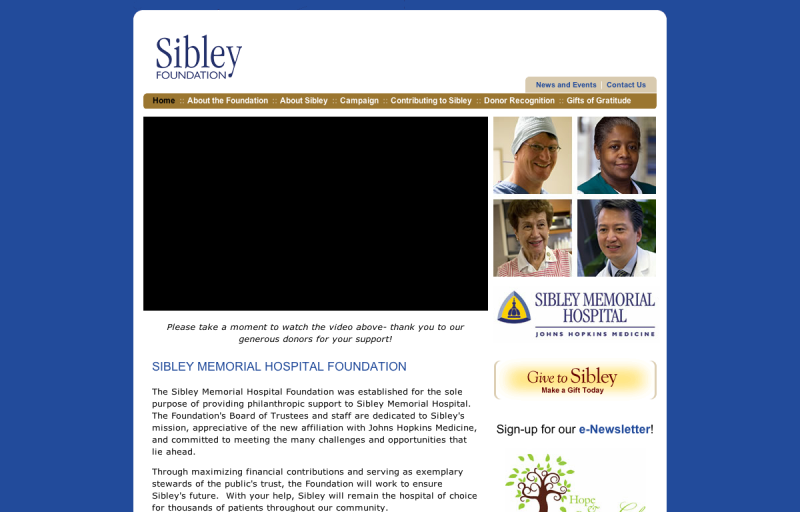 Sibley
FOUNDATION
News and Events | Contact Us
Home :: About the Foundation :: About Sibley :: Campaign :: Contributing to Sibley :: Donor Recognition :: Gifts of Gratitude
Please take a moment to watch the video above- thank you to our
generous donors for your support!
SIBLEY MEMORIAL HOSPITAL FOUNDATION
The Sibley Memorial Hospital Foundation was established for the sole
purpose of providing philanthropic support to Sibley Memorial Hospital.
The Foundation's Board of Trustees and staff are dedicated to Sibley's
mission, appreciative of the new affiliation with Johns Hopkins Medicine,
and committed to meeting the many challenges and opportunities that
lie ahead.
Through maximizing financial contributions and serving as exemplary
stewards of the public's trust, the Foundation will work to ensure
Sibley's future.  With your help, Sibley will remain the hospital of choice
for thousands of patients throughout our community.
SIBLEY MEMORIAL
HOSPITAL
JOHNS HOPKINS MEDICINE
Give to Sibley
Make a Gift Today
Sign-up for our e-Newsletter!
Hope